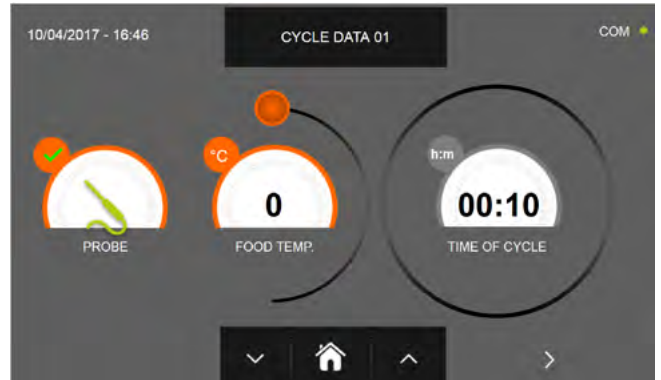 10/04/2017 - 16:46
CYCLE DATA 01
COM
°C
h:m
0
00:10
PROBE
FOOD TEMP.
TIME OF CYCLE